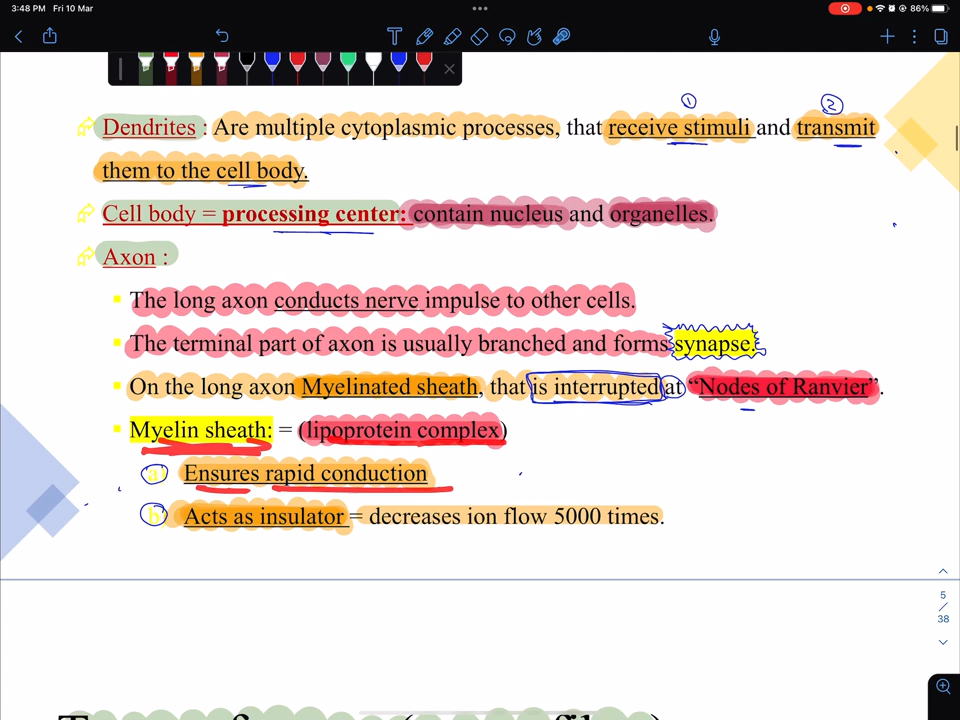 3:48 PM Fri 10 Mar
86%
1 2
Dendrites : Are multiple cytoplasmic processes, that receive stimuli and transmit
them to the cell body.
Cell body = processing center: contain nucleus and organelles.
Axon :
The long axon conducts nerve impulse to other cells.
The terminal part of axon is usually branched and forms synapse.
On the long axon Myelinated sheath, that is interrupted at “Nodes of Ranvier”.
Myelin sheath: = (lipoprotein complex)
a) Ensures rapid conduction
b) Acts as insulator = decreases ion flow 5000 times.
5
/
38